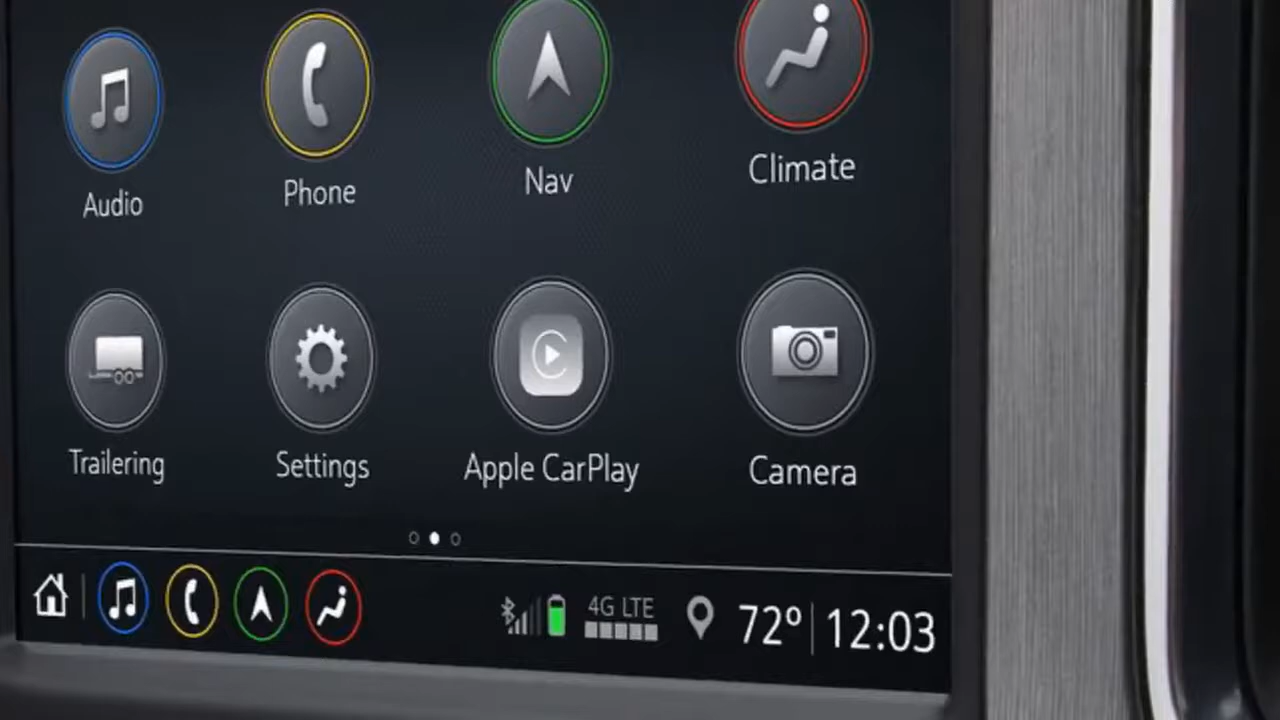 Audio
Phone
Nav
Climate
Trailering
Settings
Apple CarPlay
Camera
4G LTE
72° 12:03